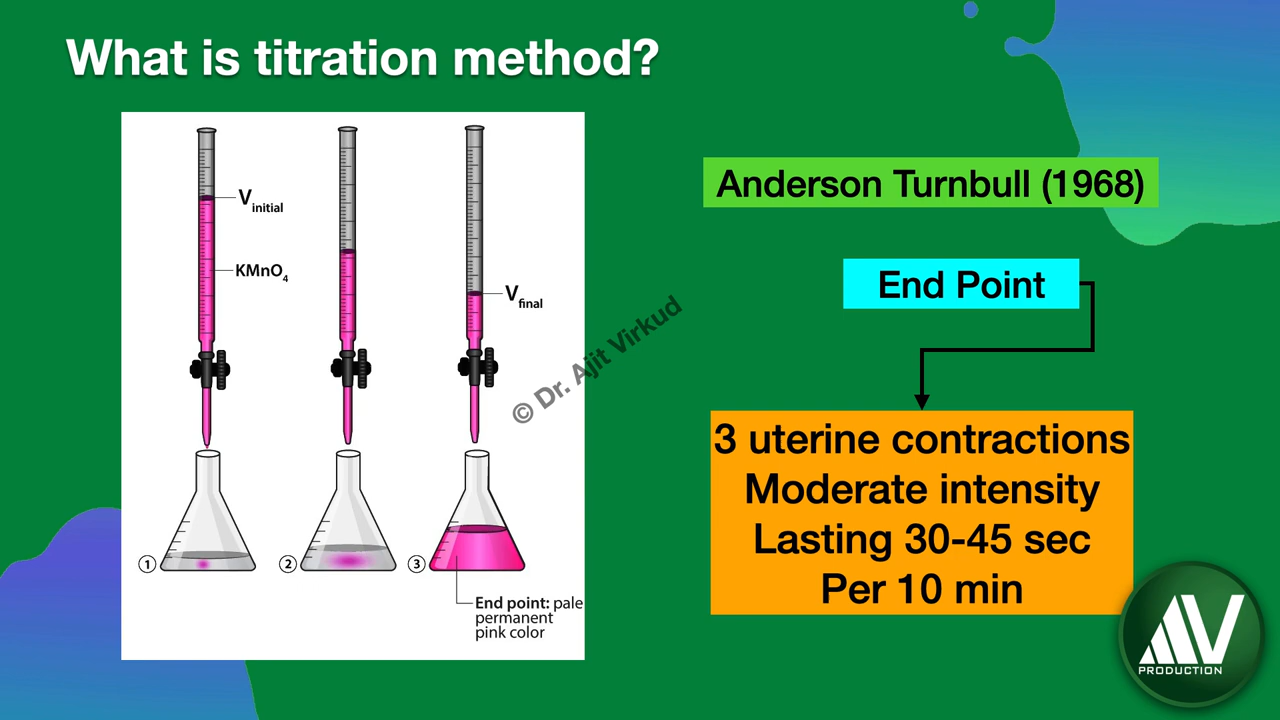 What is titration method?
V initial
KMnO4
V final
① ② ③
End point: pale
permanent
pink color
© Dr. Ajit Virkud
Anderson Turnbull (1968)
End Point
3 uterine contractions
Moderate intensity
Lasting 30-45 sec
Per 10 min
AV
PRODUCTION